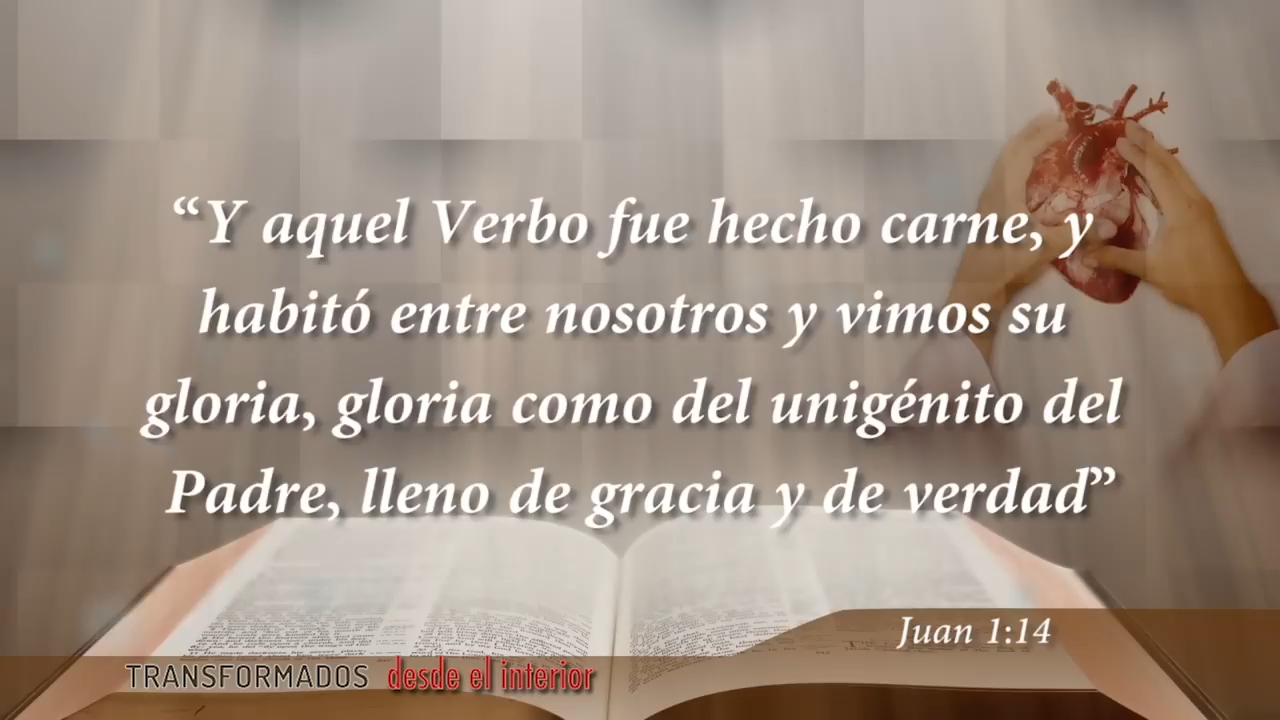 “Y aquel Verbo fue hecho carne, y
habitó entre nosotros y vimos su
gloria, gloria como del unigénito del
Padre, lleno de gracia y de verdad”
Juan 1:14
TRANSFORMADOS desde el interior